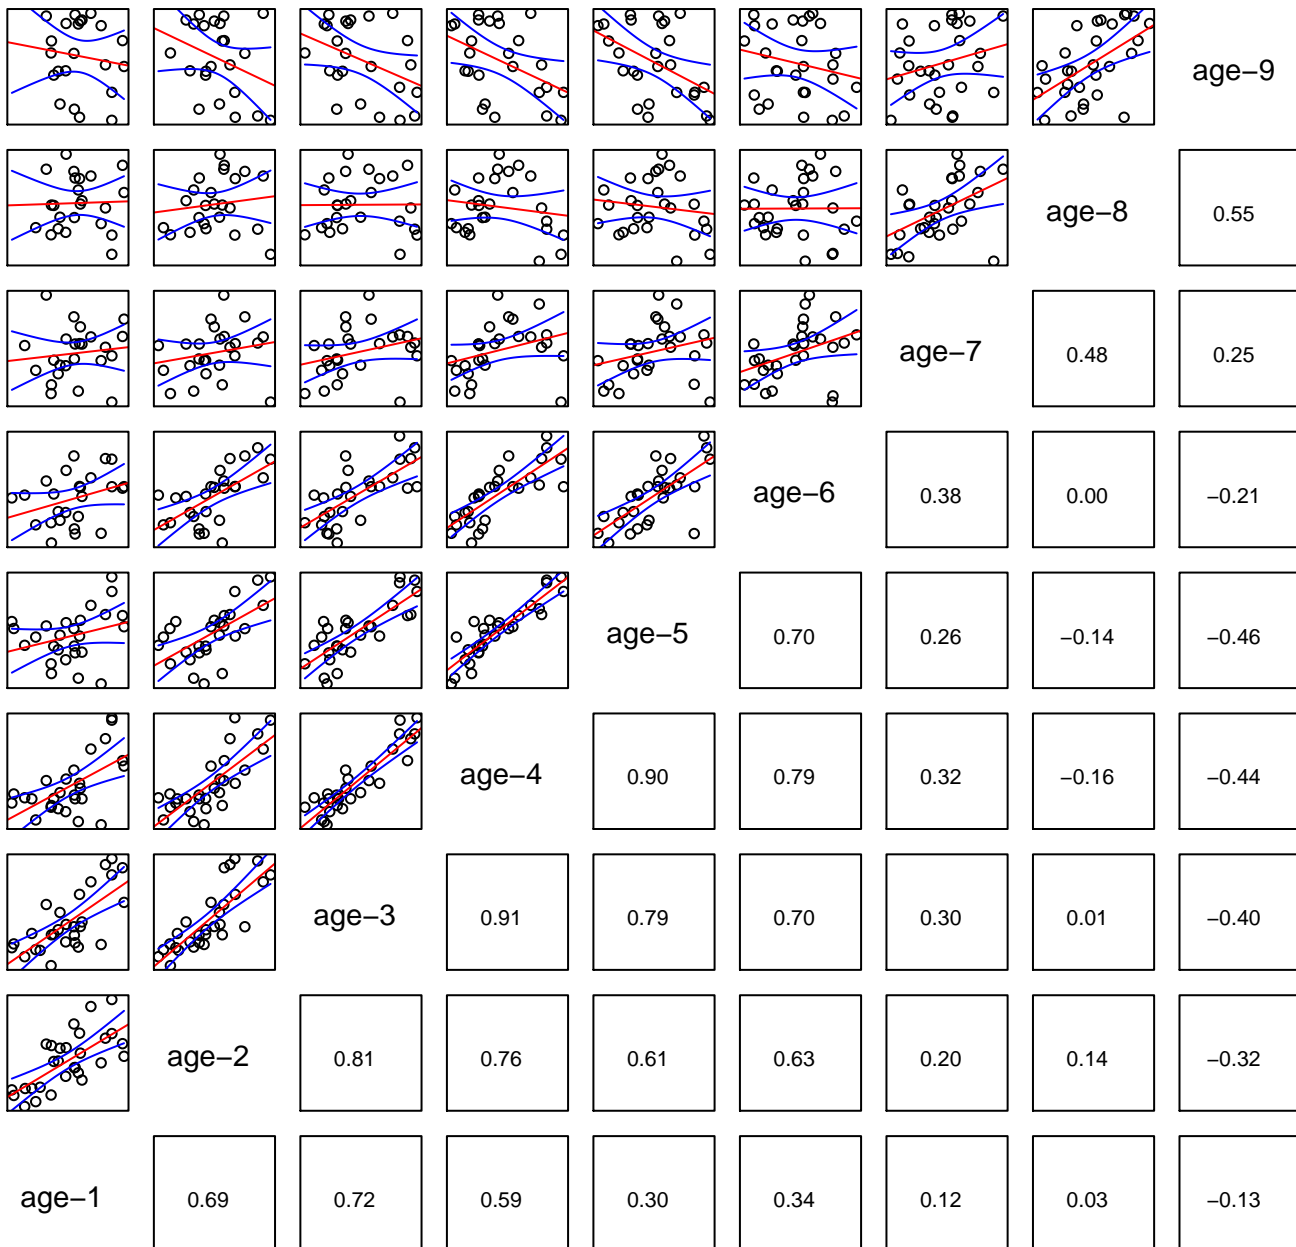 age−9
age−8 0.55
age−7 0.48 0.25
age−6 0.38 0.00 −0.21
age−5 0.70 0.26 −0.14 −0.46
age−4 0.90 0.79 0.32 −0.16 −0.44
age−3 0.91 0.79 0.70 0.30 0.01 −0.40
age−2 0.81 0.76 0.61 0.63 0.20 0.14 −0.32
age−1 0.69 0.72 0.59 0.30 0.34 0.12 0.03 −0.13